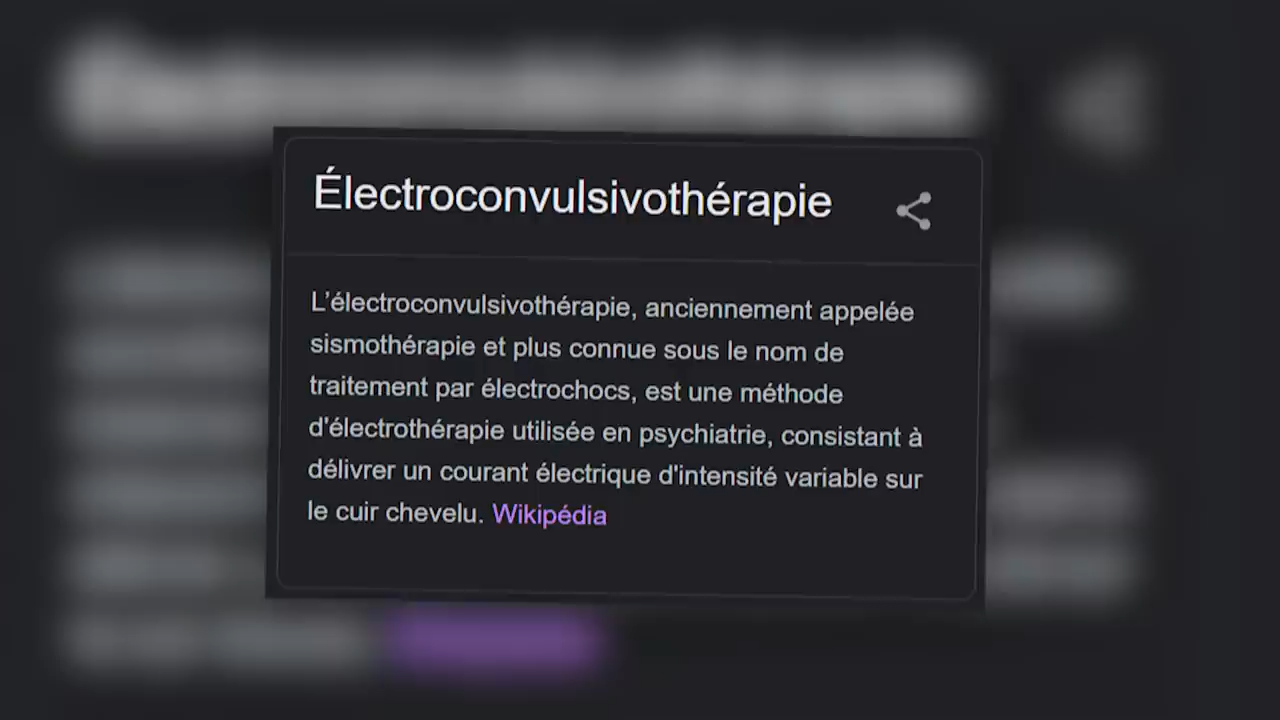 Électroconvulsivothérapie
L’électroconvulsivothérapie, anciennement appelée
sismothérapie et plus connue sous le nom de
traitement par électrochocs, est une méthode
d'électrothérapie utilisée en psychiatrie, consistant à
délivrer un courant électrique d'intensité variable sur
le cuir chevelu. Wikipédia